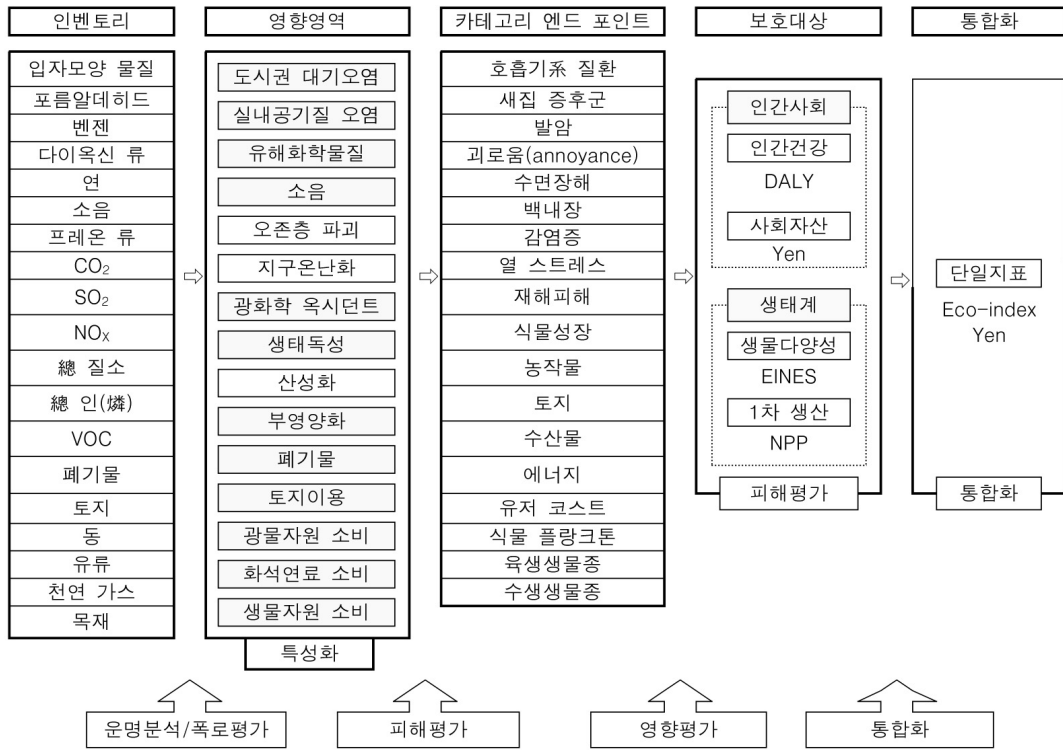 인벤토리
영향영역
카테고리 엔드 포인트
보호대상
통합화
입자모양 물질
포름알데히드
벤젠
다이옥신 류
연
소음
프레온 류
CO₂
SO₂
NOX
總 질소
總 인(燐)
VOC
폐기물
토지
동
유류
천연 가스
목재
도시권 대기오염
실내공기질 오염
유해화학물질
소음
오존층 파괴
지구온난화
광화학 옥시던트
생태독성
산성화
부영양화
폐기물
토지이용
광물자원 소비
화석연료 소비
생물자원 소비
특성화
호흡기系 질환
새집 증후군
발암
괴로움(annoyance)
수면장해
백내장
감염증
열 스트레스
재해피해
식물성장
농작물
토지
수산물
에너지
유저 코스트
식물 플랑크톤
육생생물종
수생생물종
인간사회
인간건강
DALY
사회자산
Yen
생태계
생물다양성
EINES
1차 생산
NPP
피해평가
단일지표
Eco-index
Yen
통합화
운명분석/폭로평가
피해평가
영향평가
통합화